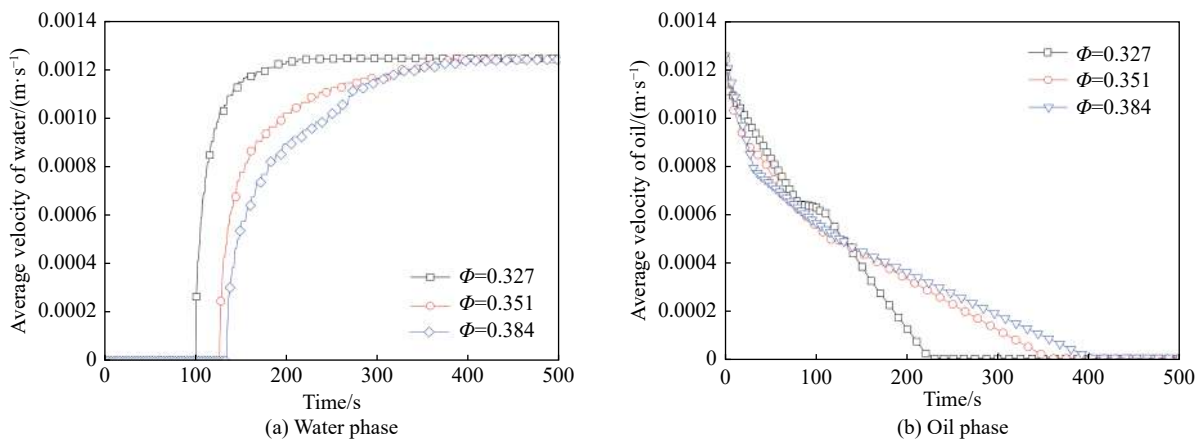 0.0014
0.0012
0.0010
0.0008
0.0006
0.0004
0.0002
0
Average velocity of water/(m·s⁻¹)
Φ=0.327
Φ=0.351
Φ=0.384
0 100 200 300 400 500
Time/s
(a) Water phase
0.0014
0.0012
0.0010
0.0008
0.0006
0.0004
0.0002
0
Average velocity of oil/(m·s⁻¹)
Φ=0.327
Φ=0.351
Φ=0.384
0 100 200 300 400 500
Time/s
(b) Oil phase